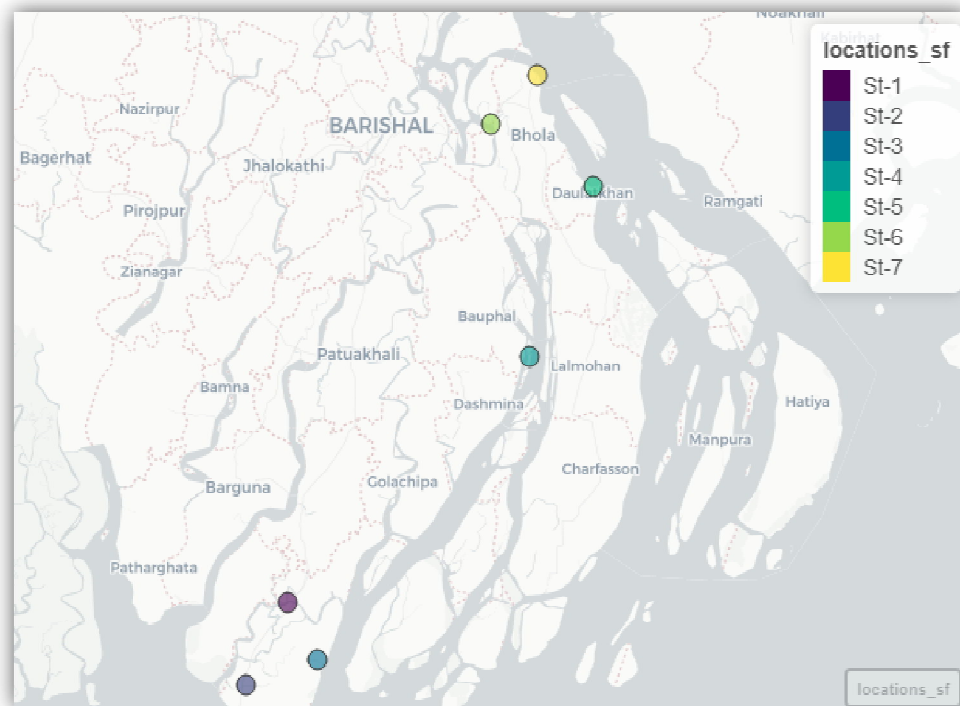 Noakhali
Kabirhat
locations_sf
St-1
St-2
St-3
St-4
St-5
St-6
St-7
Nazirpur
BARISHAL
Bhola
Bagerhat
Jhalokathi
Daulatkhan
Ramgati
Pirojpur
Zianagar
Bauphal
Patuakhali
Lalmohan
Bamna
Dashmina
Hatiya
Manpura
Charfasson
Barguna
Golachipa
Patharghata
locations_sf